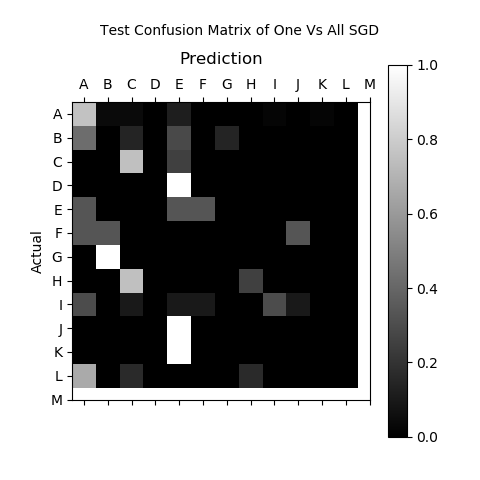 Test Confusion Matrix of One Vs All SGD
Prediction
A B C D E F G H I J K L M
A
B
C
D
E
F
G
H
I
J
K
L
M
Actual
1.0
0.8
0.6
0.4
0.2
0.0